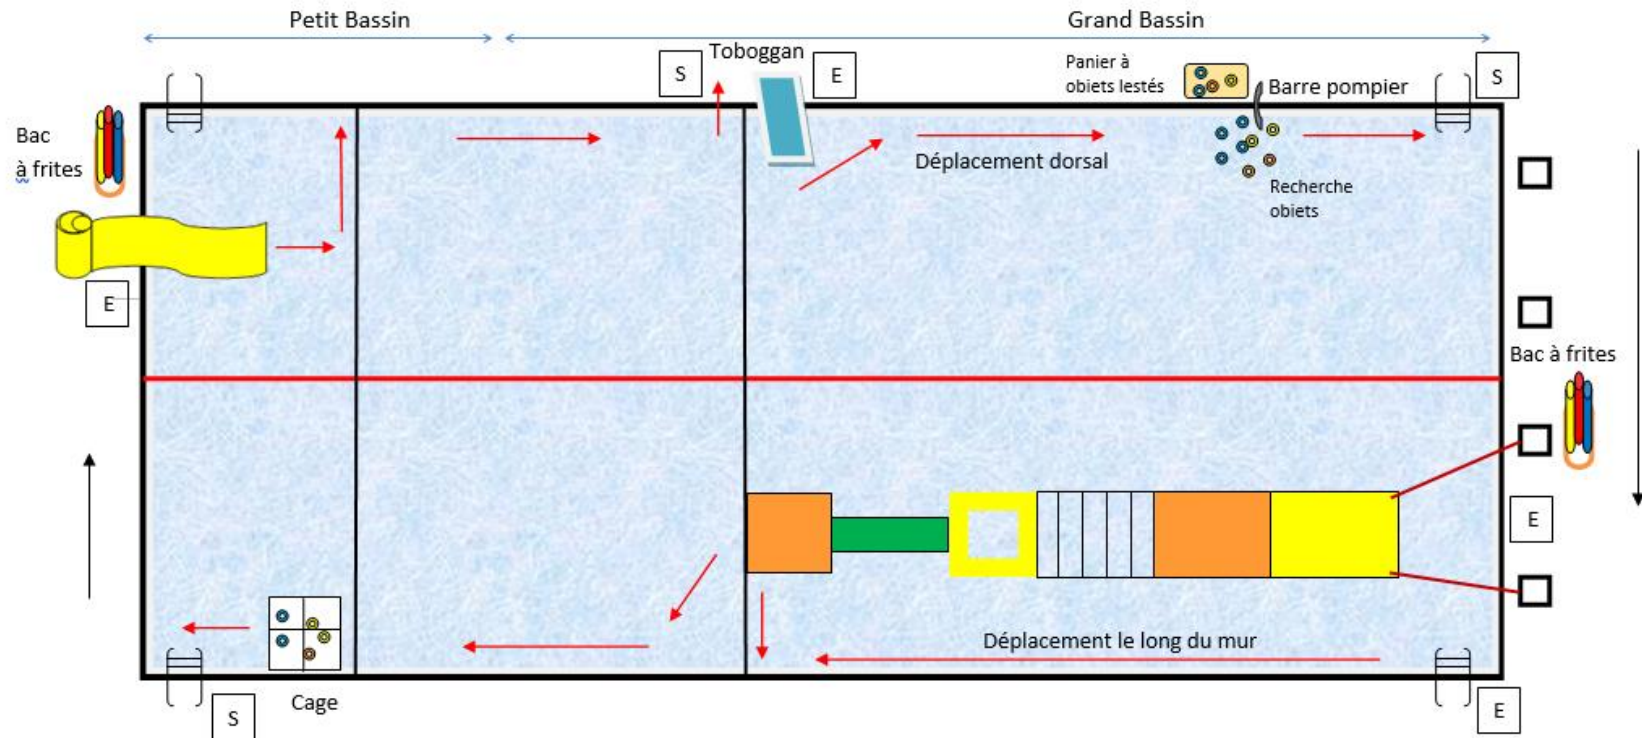 Petit Bassin
Grand Bassin
S
Toboggan
E
Panier à
objets lestés
Barre pompier
S
Bac
à frites
Déplacement dorsal
Recherche
objets
E
Bac à frites
E
Déplacement le long du mur
S
Cage
E